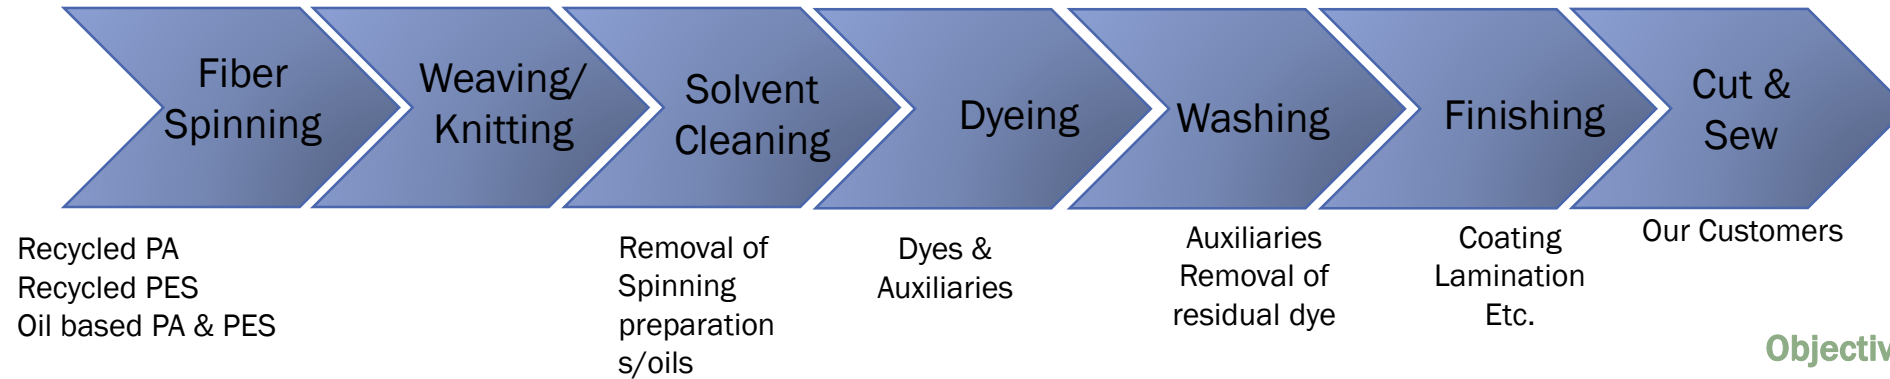 Fiber
Spinning
Weaving/
Knitting
Solvent
Cleaning
Dyeing
Washing
Finishing
Cut &
Sew
Recycled PA
Recycled PES
Oil based PA & PES
Removal of
Spinning
preparation
s/oils
Dyes &
Auxiliaries
Auxiliaries
Removal of
residual dye
Coating
Lamination
Etc.
Our Customers
Objectiv